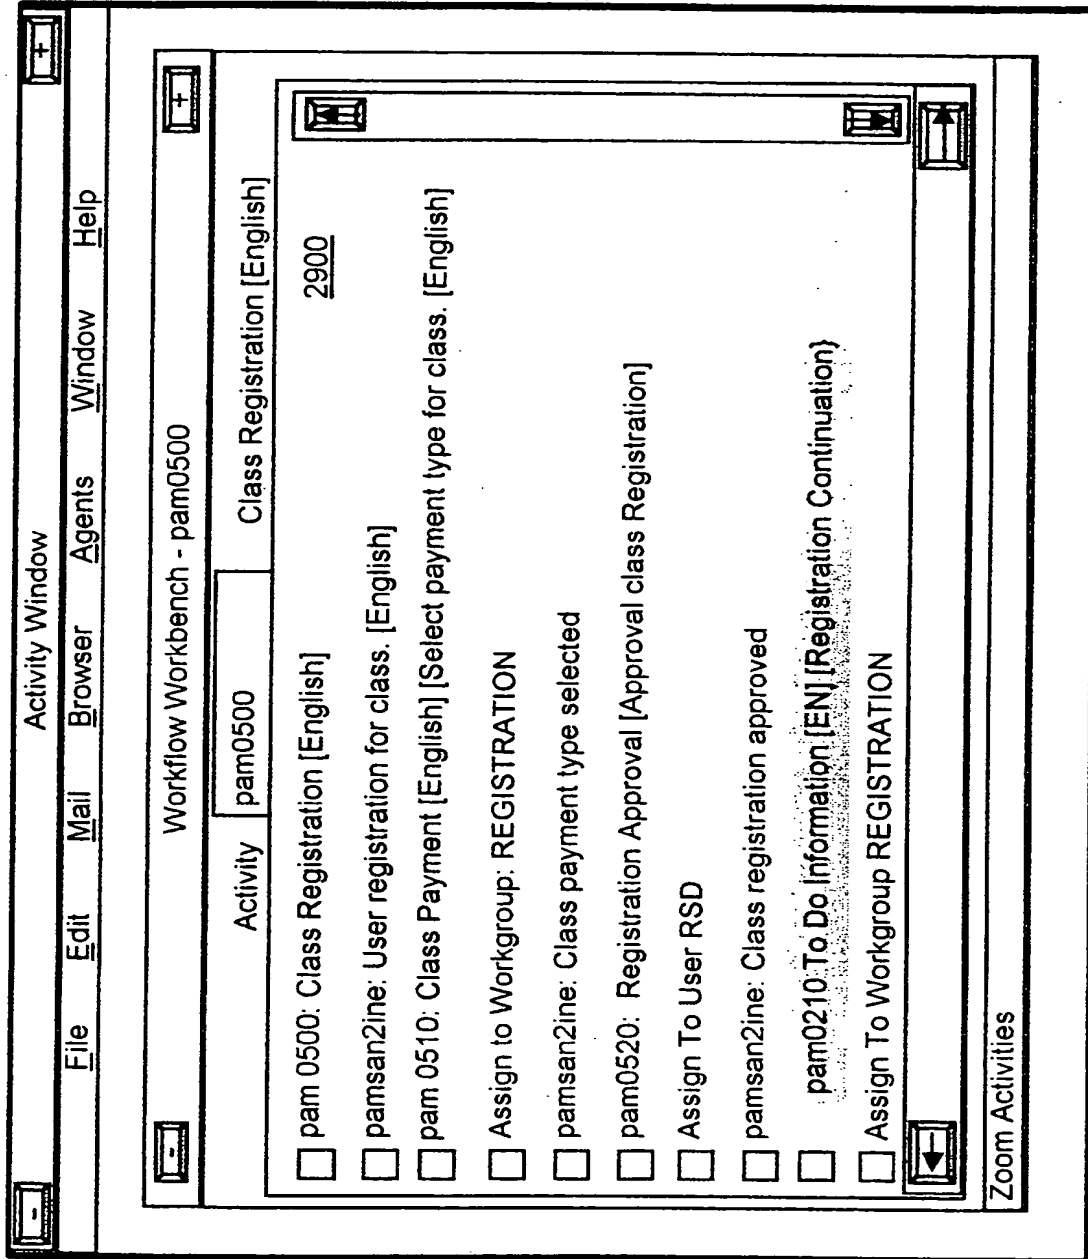 Activity Window
File Edit Mail Browser Agents Window Help
Workflow Workbench - pam0500
Activity pam0500 Class Registration [English]
2900
pam 0500: Class Registration [English]
pamsan2ine: User registration for class. [English]
pam 0510: Class Payment [English] [Select payment type for class. [English]
Assign to Workgroup: REGISTRATION
pamsan2ine: Class payment type selected
pam0520: Registration Approval [Approval class Registration]
Assign To User RSD
pamsan2ine: Class registration approved
pam0210:To Do Information [EN] [Registration Continuation}
Assign To Workgroup REGISTRATION
Zoom Activities